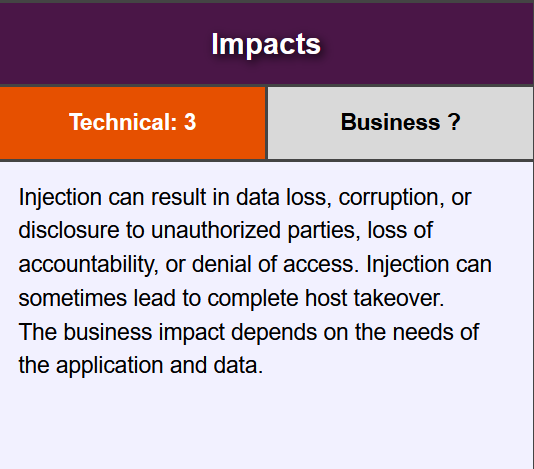 Impacts
Technical: 3
Business ?
Injection can result in data loss, corruption, or
disclosure to unauthorized parties, loss of
accountability, or denial of access. Injection can
sometimes lead to complete host takeover.
The business impact depends on the needs of
the application and data.